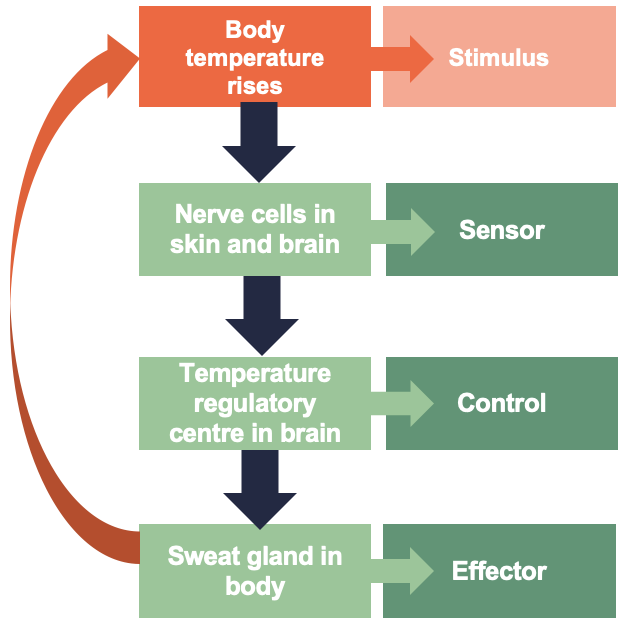 Body
temperature
rises
Stimulus
Nerve cells in
skin and brain
Sensor
Temperature
regulatory
centre in brain
Control
Sweat gland in
body
Effector